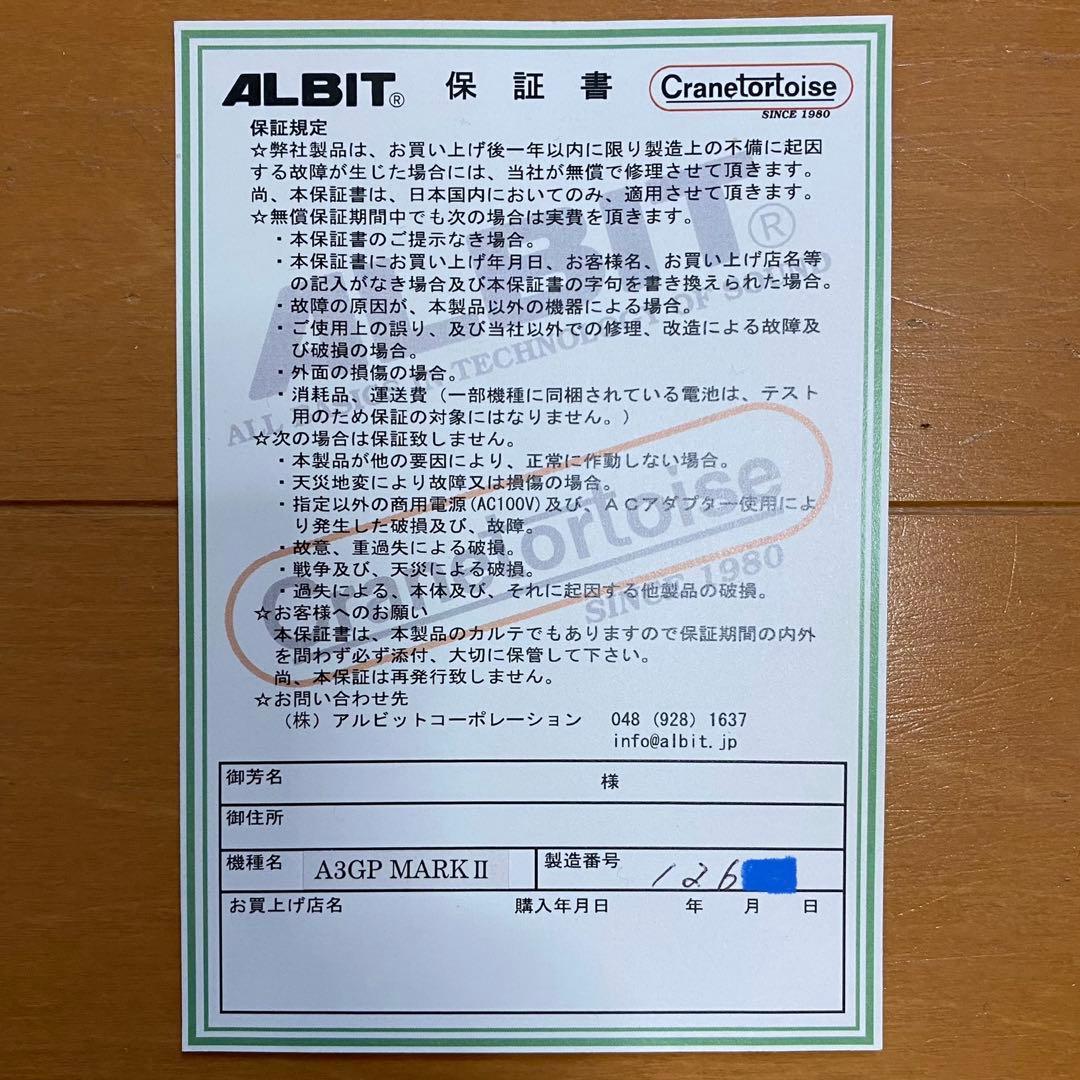 ALBIT® 保証書 Cranetortoise
SINCE 1980
保証規定
☆弊社製品は、お買い上げ後一年以内に限り製造上の不備に起因
する故障が生じた場合には、当社が無償で修理させて頂きます。
尚、本保証書は、日本国内においてのみ、適用させて頂きます。
☆無償保証期間中でも次の場合は実費を頂きます。
・本保証書のご提示なき場合。
・本保証書にお買い上げ年月日、お客様名、お買い上げ店名等
の記入がなき場合及び本保証書の字句を書き換えられた場合。
・故障の原因が、本製品以外の機器による場合。
・ご使用上の誤り、及び当社以外での修理、改造による故障及
び破損の場合。
・外面の損傷の場合。
・消耗品、運送費（一部機種に同梱されている電池は、テスト
用のため保証の対象にはなりません。）
☆次の場合は保証致しません。
・本製品が他の要因により、正常に作動しない場合。
・天災地変により故障又は損傷の場合。
・指定以外の商用電源(AC100V)及び、ACアダプター使用によ
り発生した破損及び、故障。
・故意、重過失による破損。
・戦争及び、天災による破損。
・過失による、本体及び、それに起因する他製品の破損。
☆お客様へのお願い
本保証書は、本製品のカルテでもありますので保証期間の内外
を問わず必ず添付、大切に保管して下さい。
尚、本保証は再発行致しません。
☆お問い合わせ先
（株）アルビットコーポレーション 048（928）1637
info@albit.jp
ALBIT®
ALL BASIC IN TECHNOLOGY OF SOUND
Cranetortoise
SINCE 1980
御芳名 様
御住所
機種名 A3GP MARKⅡ 製造番号 126
お買上げ店名 購入年月日 年 月 日